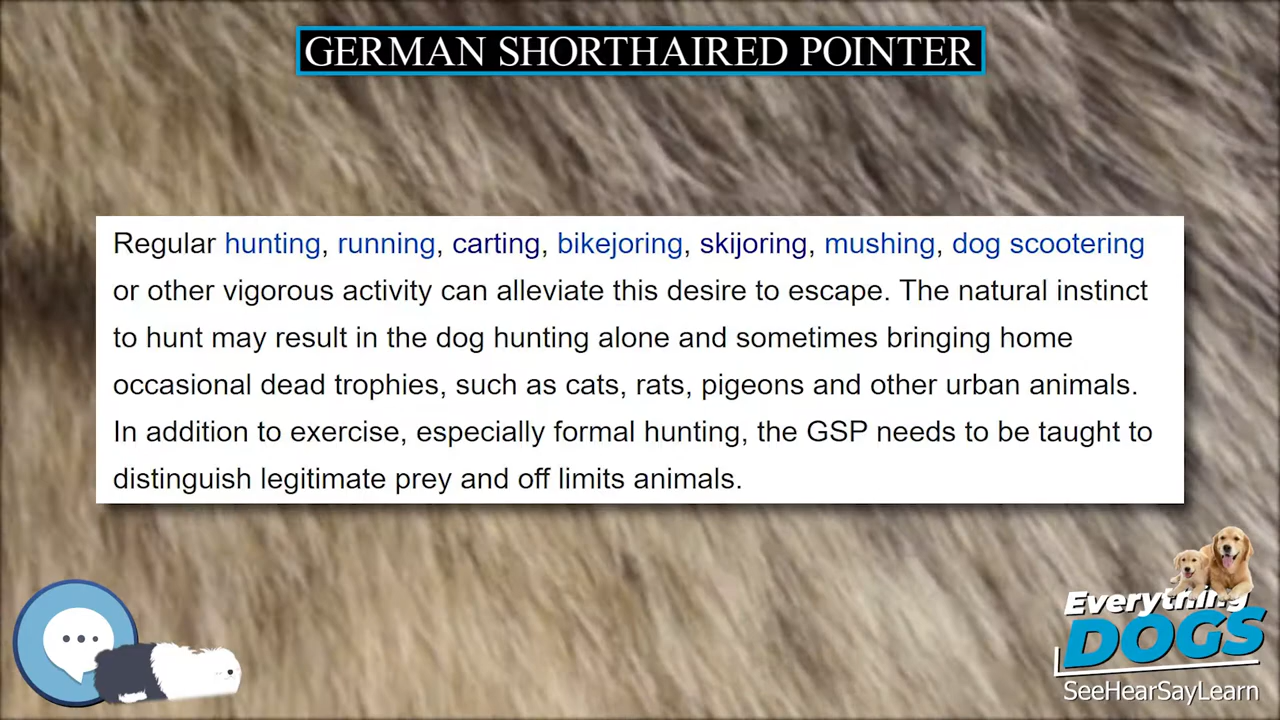 GERMAN SHORTHAIRED POINTER
Regular hunting, running, carting, bikejoring, skijoring, mushing, dog scootering
or other vigorous activity can alleviate this desire to escape. The natural instinct
to hunt may result in the dog hunting alone and sometimes bringing home
occasional dead trophies, such as cats, rats, pigeons and other urban animals.
In addition to exercise, especially formal hunting, the GSP needs to be taught to
distinguish legitimate prey and off limits animals.
Everything
DOGS
SeeHearSayLearn